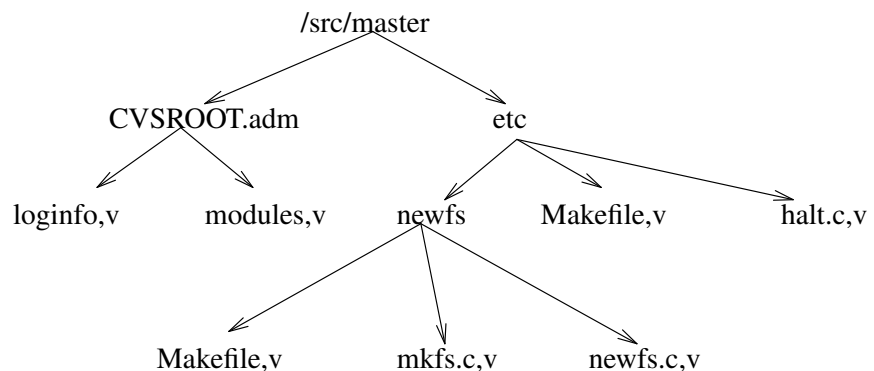 /src/master
CVSROOT.adm etc
loginfo,v modules,v newfs Makefile,v halt.c,v
Makefile,v mkfs.c,v newfs.c,v